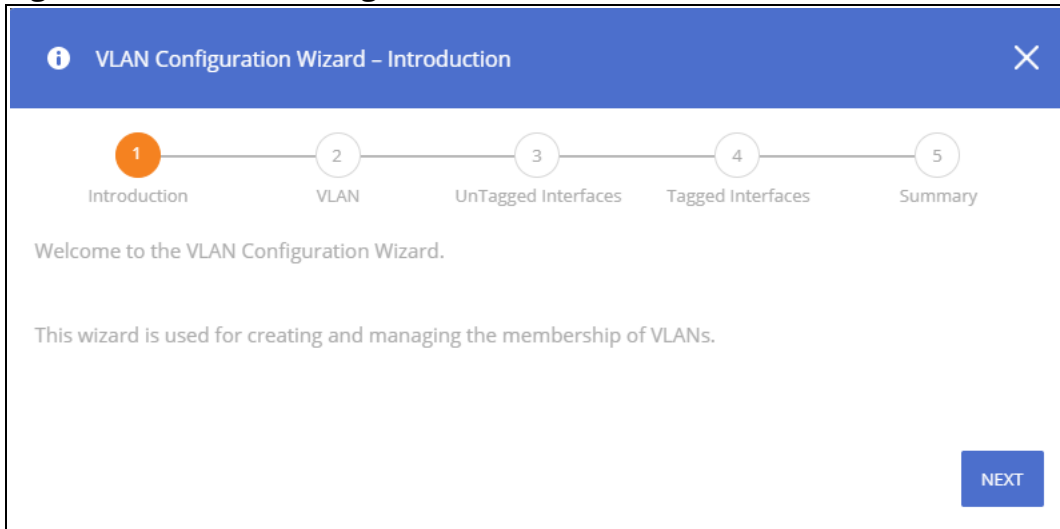 VLAN Configuration Wizard – Introduction
1
2
3
4
5
Introduction
VLAN
UnTagged Interfaces
Tagged Interfaces
Summary
Welcome to the VLAN Configuration Wizard.
This wizard is used for creating and managing the membership of VLANs.
NEXT